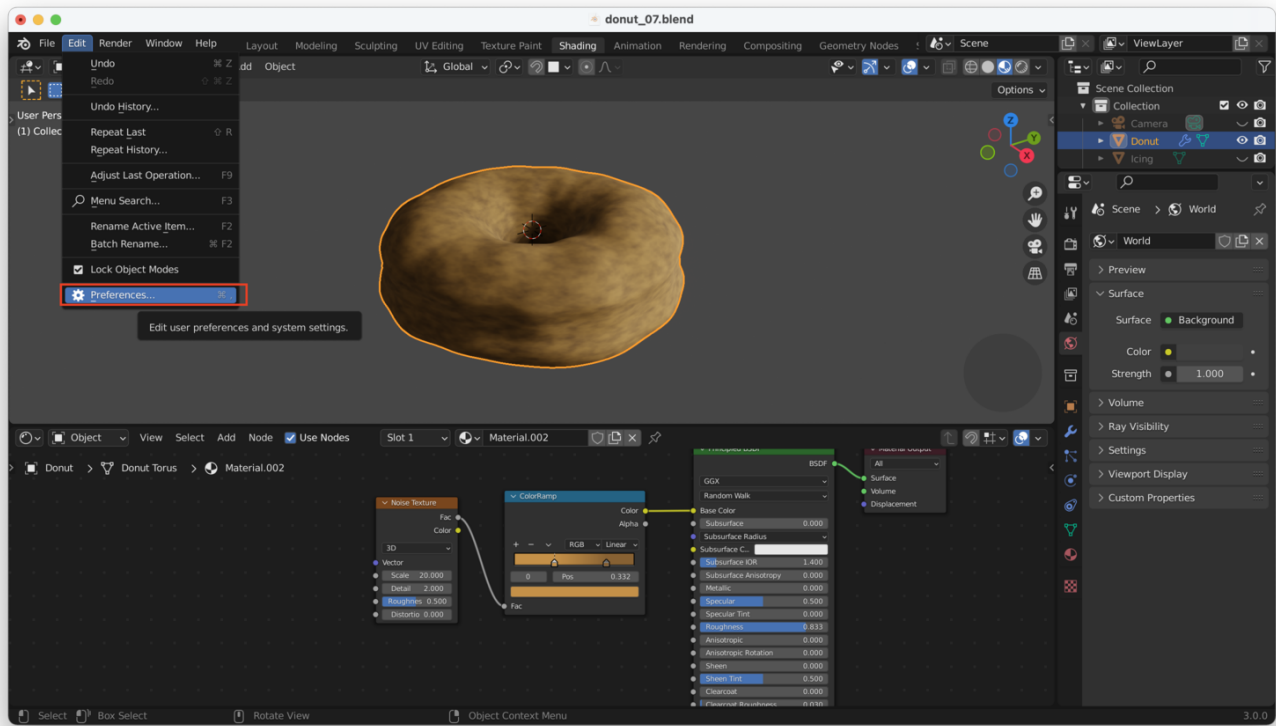 donut_07.blend
File Edit Render Window Help Layout Modeling Sculpting UV Editing Texture Paint Shading Animation Rendering Compositing Geometry Nodes Scene ViewLayer
dd Object Global
Options
User Pers
(1) Collec
Undo ⌘ Z
Redo ⇧ ⌘ Z
Undo History...
Repeat Last ⇧ R
Repeat History...
Adjust Last Operation... F9
Menu Search... F3
Rename Active Item... F2
Batch Rename... ⌘ F2
Lock Object Modes
Preferences... ⌘ ,
Edit user preferences and system settings.
Z
Y
X
Scene Collection
Collection
Camera
Donut
Icing
Scene > World
World
Preview
Surface
Surface Background
Color
Strength 1.000
Volume
Ray Visibility
Settings
Viewport Display
Custom Properties
Object View Select Add Node Use Nodes Slot 1 Material.002
Donut > Donut Torus > Material.002
Noise Texture
Fac
Color
3D
Vector
Scale 20.000
Detail 2.000
Roughnes 0.500
Distortio 0.000
ColorRamp
Color
Alpha
+ − RGB Linear
0 Pos 0.332
Fac
Principled BSDF
BSDF
GGX
Random Walk
Base Color
Subsurface 0.000
Subsurface Radius
Subsurface C..
Subsurface IOR 1.400
Subsurface Anisotropy 0.000
Metallic 0.000
Specular 0.500
Specular Tint 0.000
Roughness 0.833
Anisotropic 0.000
Anisotropic Rotation 0.000
Sheen 0.000
Sheen Tint 0.500
Clearcoat 0.000
Clearcoat Roughness 0.030
Material Output
All
Surface
Volume
Displacement
Select Box Select Rotate View Object Context Menu 3.0.0